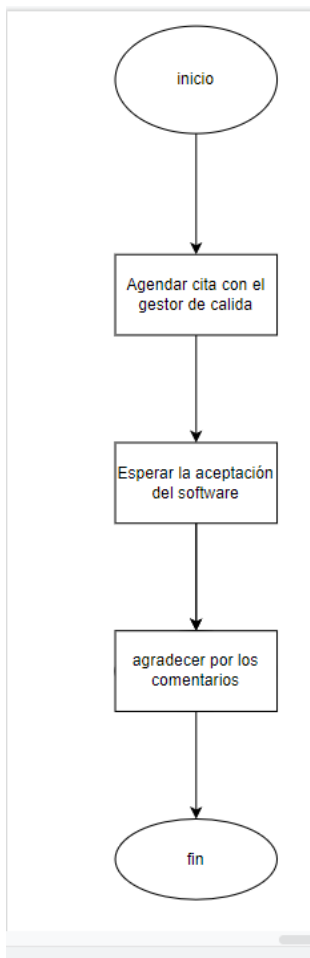 inicio
Agendar cita con el
gestor de calida
Esperar la aceptación
del software
agradecer por los
comentarios
fin